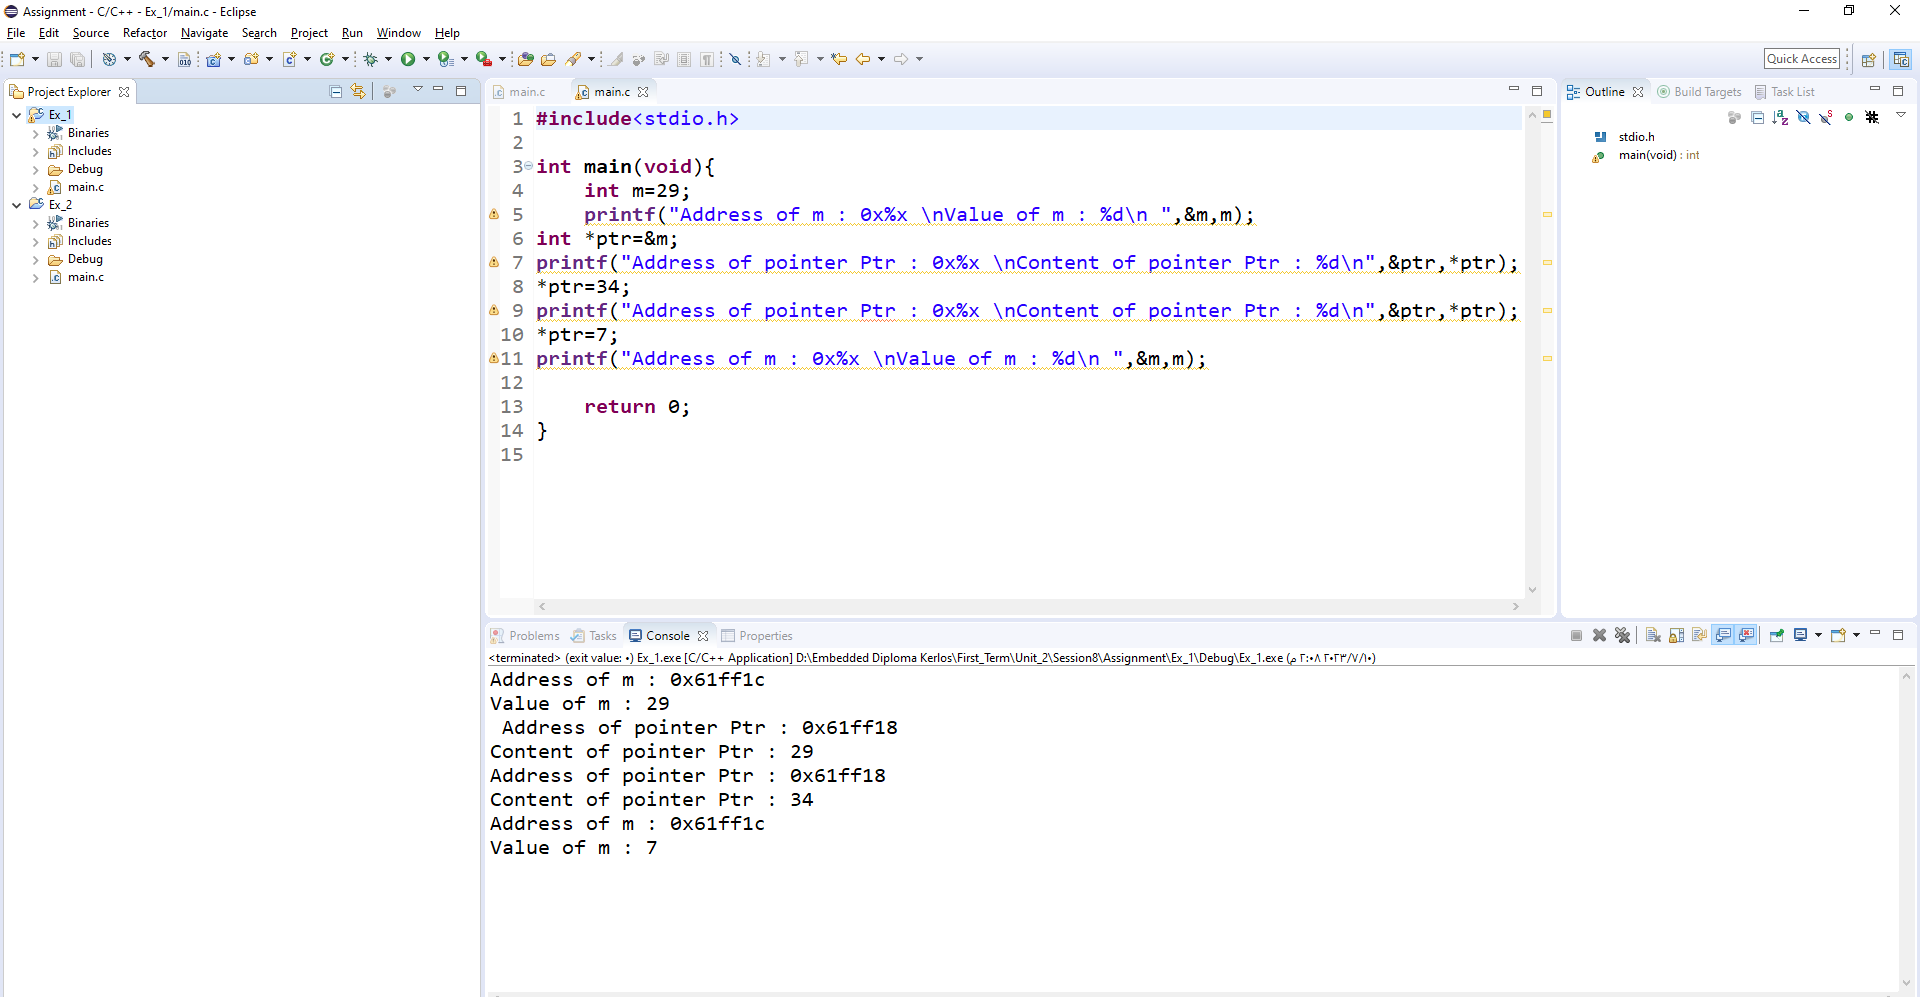 Assignment - C/C++ - Ex_1/main.c - Eclipse
File Edit Source Refactor Navigate Search Project Run Window Help
Quick Access
Project Explorer
Ex_1
Binaries
Includes
Debug
main.c
Ex_2
Binaries
Includes
Debug
main.c
main.c main.c
1 #include<stdio.h>
2
3 int main(void){
4     int m=29;
5     printf("Address of m : 0x%x \nValue of m : %d\n ",&m,m);
6 int *ptr=&m;
7 printf("Address of pointer Ptr : 0x%x \nContent of pointer Ptr : %d\n",&ptr,*ptr);
8 *ptr=34;
9 printf("Address of pointer Ptr : 0x%x \nContent of pointer Ptr : %d\n",&ptr,*ptr);
10 *ptr=7;
11 printf("Address of m : 0x%x \nValue of m : %d\n ",&m,m);
12
13     return 0;
14 }
15
Outline Build Targets Task List
stdio.h
main(void) : int
Problems Tasks Console Properties
<terminated> (exit value: ٠) Ex_1.exe [C/C++ Application] D:\Embedded Diploma Kerlos\First_Term\Unit_2\Session8\Assignment\Ex_1\Debug\Ex_1.exe (٢٠٢٣/٧/١٠ ٢:٠٨ م)
Address of m : 0x61ff1c
Value of m : 29
 Address of pointer Ptr : 0x61ff18
Content of pointer Ptr : 29
Address of pointer Ptr : 0x61ff18
Content of pointer Ptr : 34
Address of m : 0x61ff1c
Value of m : 7